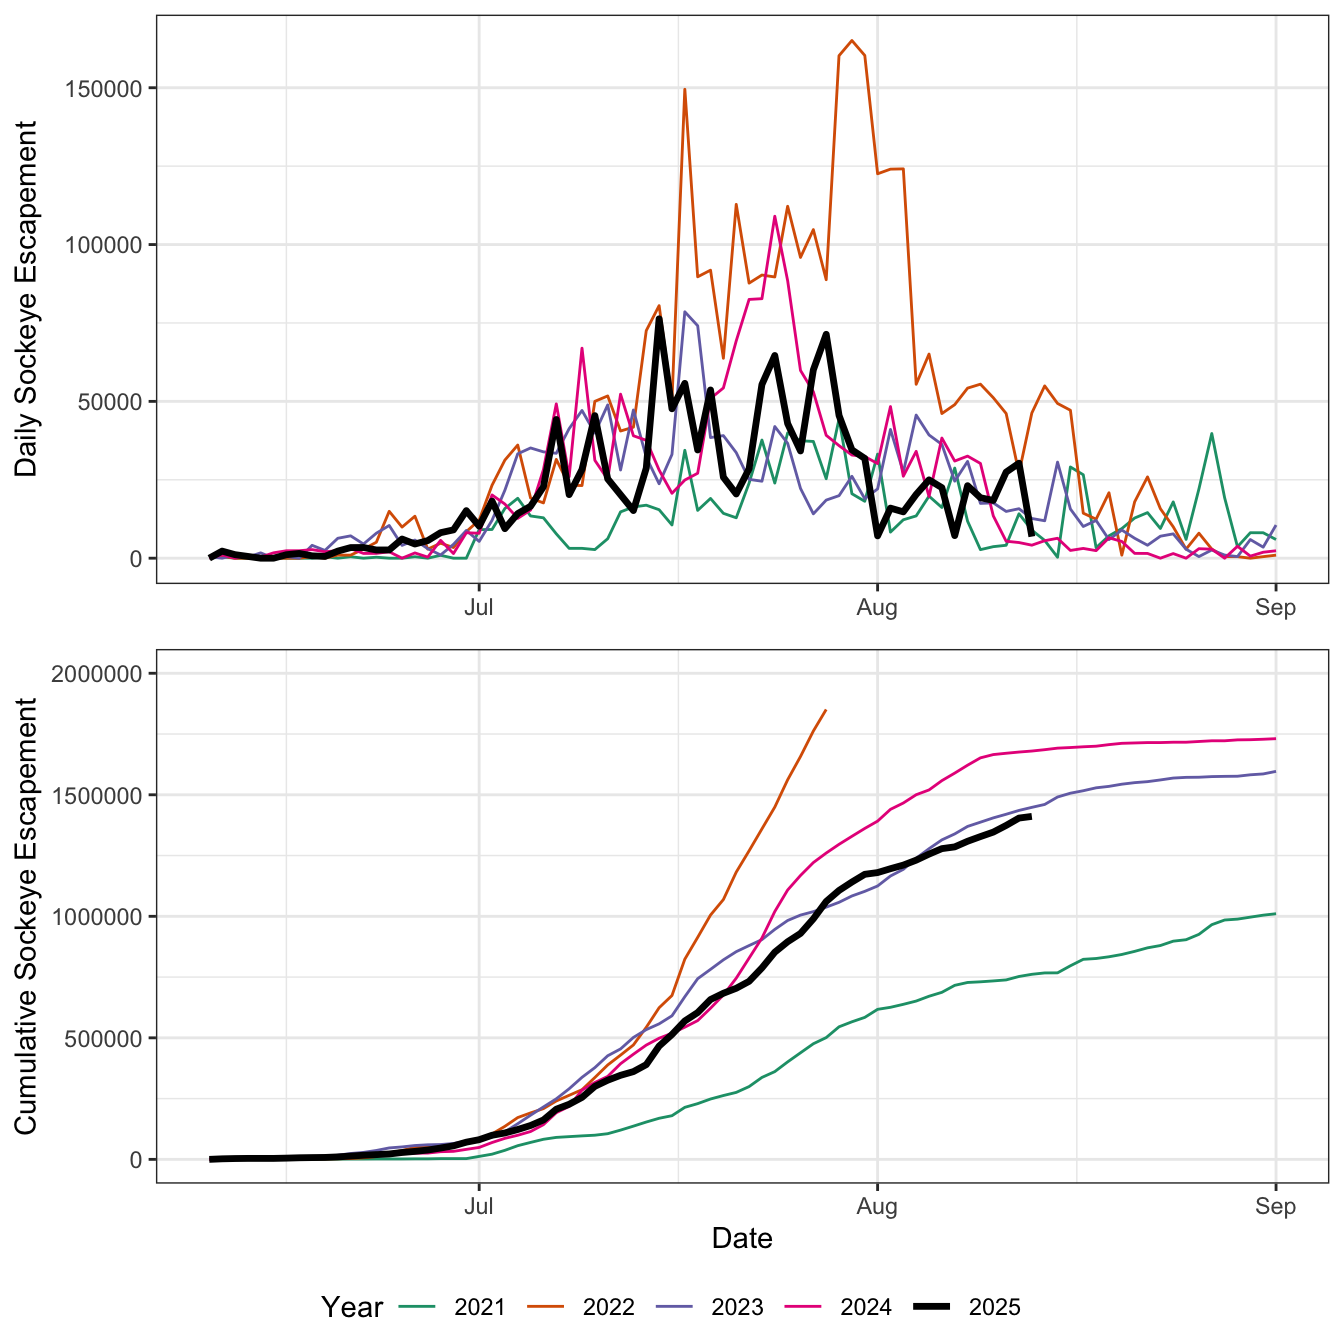 Daily Sockeye Escapement
150000
100000
50000
0
Jul Aug Sep
Cumulative Sockeye Escapement
2000000
1500000
1000000
500000
0
Jul Aug Sep
Date
Year 2021 2022 2023 2024 2025